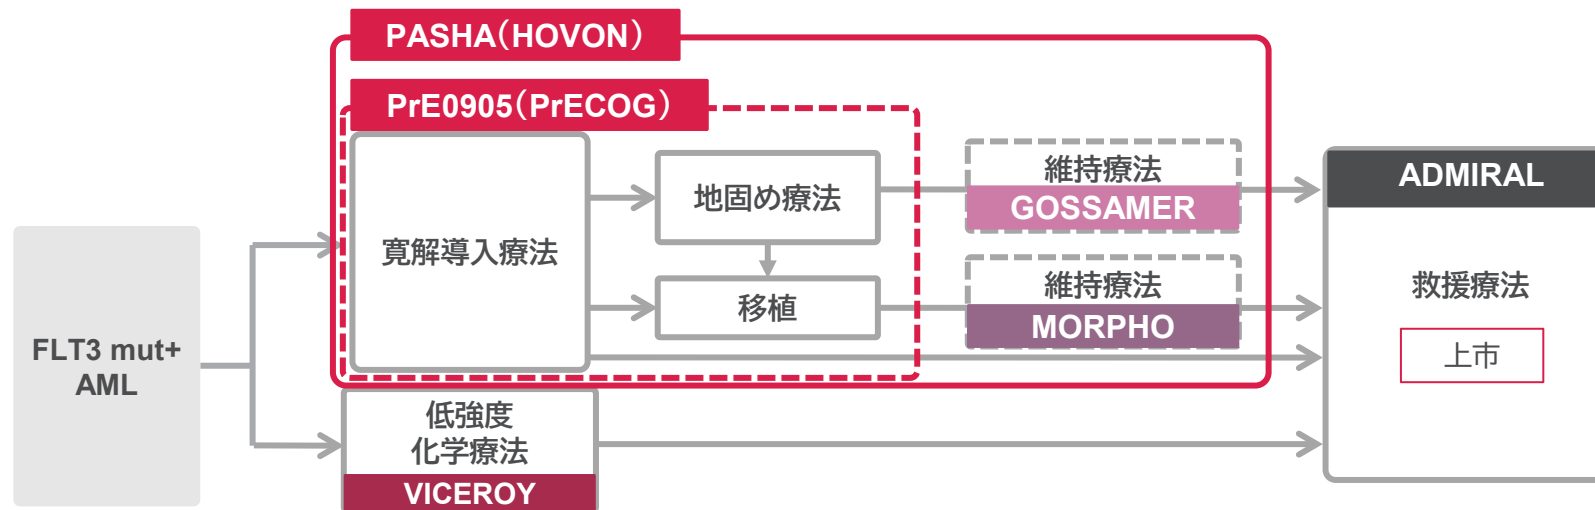 PASHA（HOVON）
PrE0905（PrECOG）
寛解導入療法
地固め療法
移植
維持療法
GOSSAMER
維持療法
MORPHO
ADMIRAL
救援療法
上市
FLT3 mut+
AML
低強度
化学療法
VICEROY